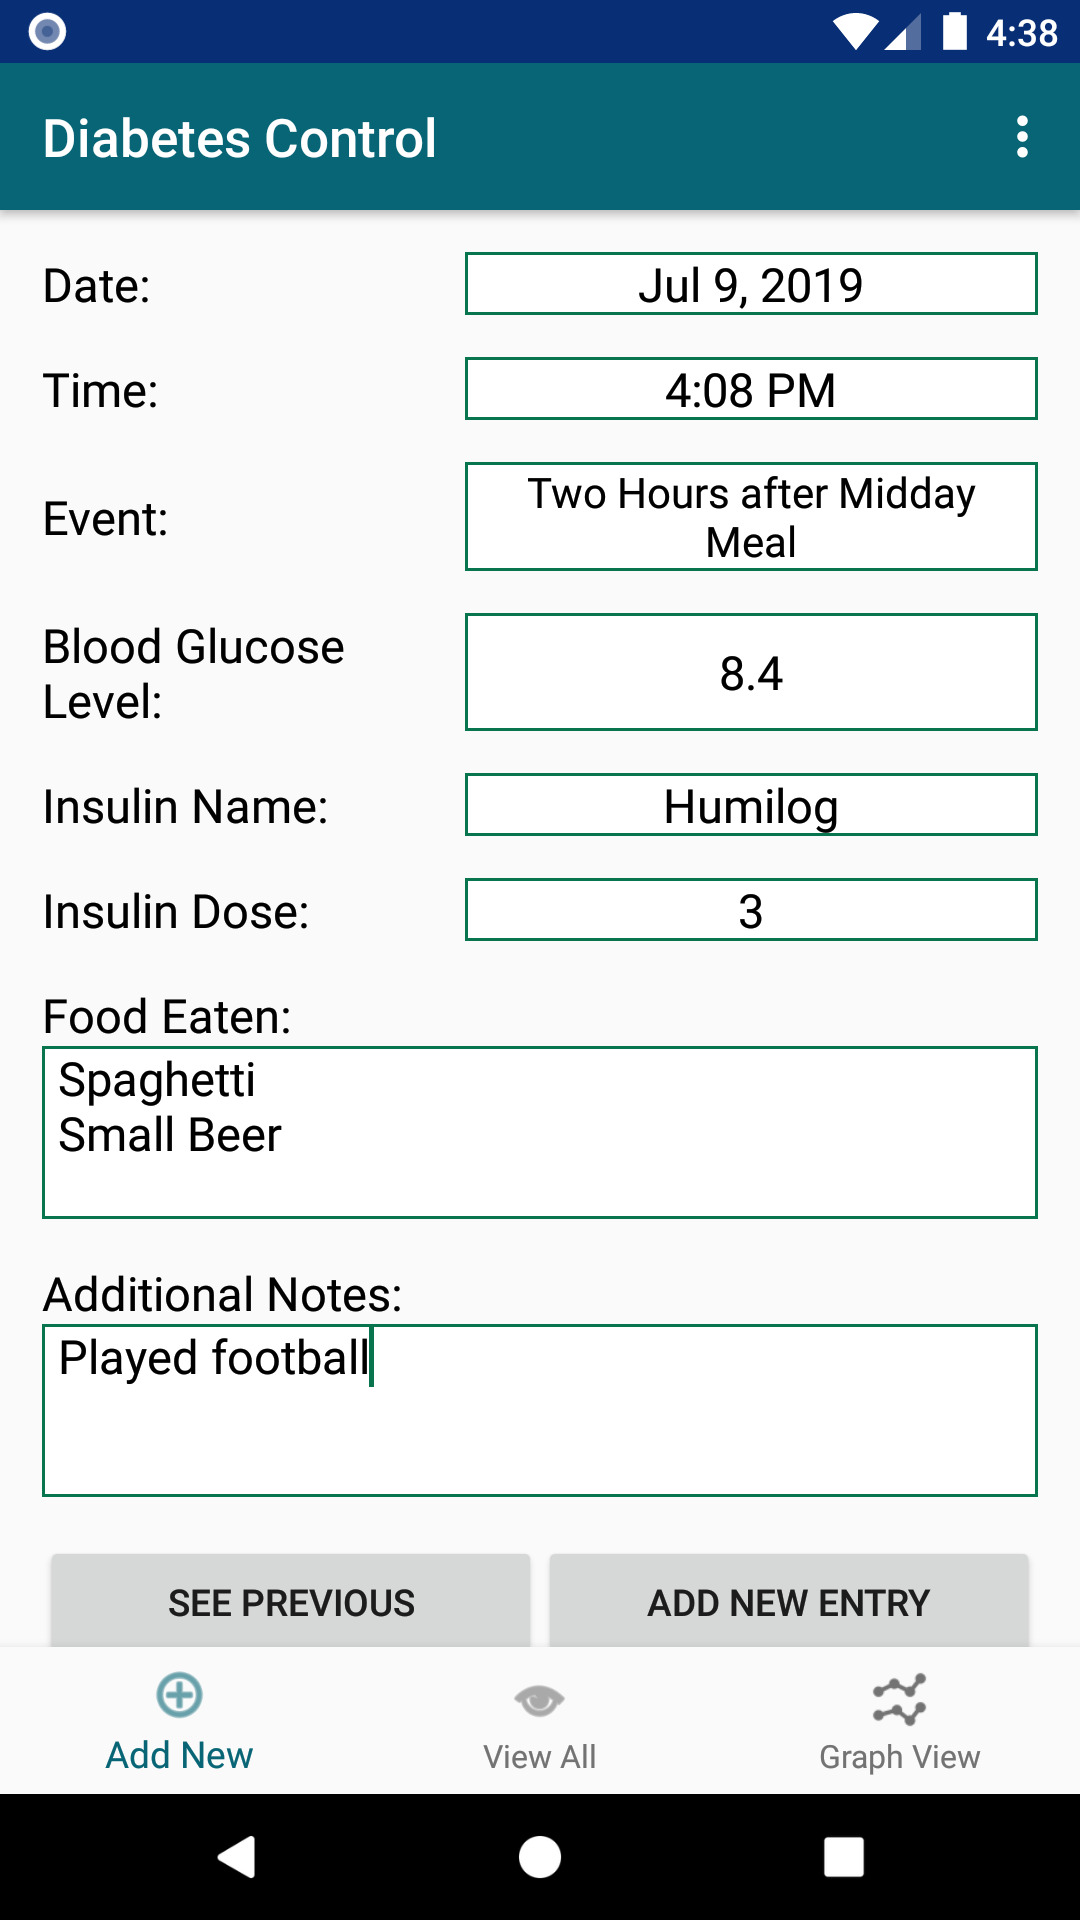 4:38
Diabetes Control
Date:
Jul 9, 2019
Time:
4:08 PM
Event:
Two Hours after Midday
Meal
Blood Glucose
Level:
8.4
Insulin Name:
Humilog
Insulin Dose:
3
Food Eaten:
Spaghetti
Small Beer
Additional Notes:
Played football
SEE PREVIOUS
ADD NEW ENTRY
Add New
View All
Graph View